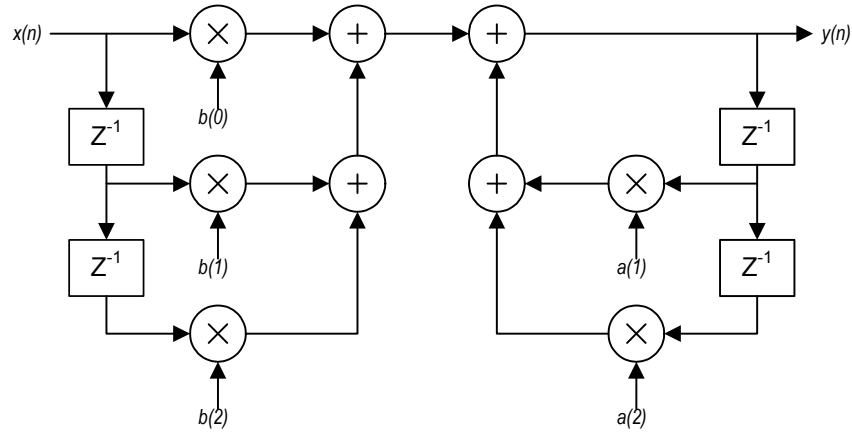 x(n)
y(n)
b(0)
Z⁻¹
Z⁻¹
b(1)
a(1)
Z⁻¹
Z⁻¹
b(2)
a(2)